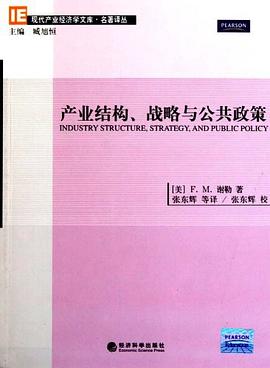 IE 现代产业经济学文库·名著译丛
PEARSON
主编 臧旭恒
产业结构、战略与公共政策
INDUSTRY STRUCTURE, STRATEGY, AND PUBLIC POLICY
[美] F. M. 谢勒 著
张东辉 等译 / 张东辉 校
经济科学出版社
Economic Science Press
PEARSON
Education